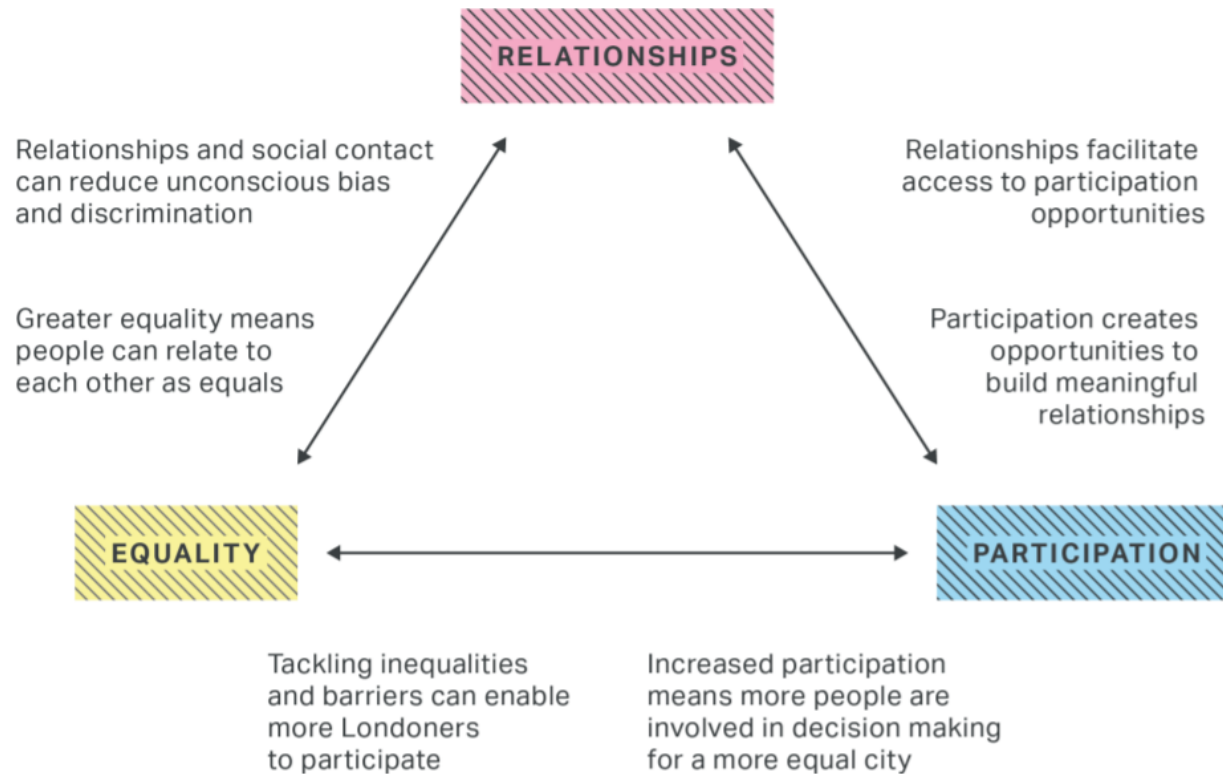 RELATIONSHIPS
Relationships and social contact
can reduce unconscious bias
and discrimination
Relationships facilitate
access to participation
opportunities
Greater equality means
people can relate to
each other as equals
Participation creates
opportunities to
build meaningful
relationships
EQUALITY
PARTICIPATION
Tackling inequalities
and barriers can enable
more Londoners
to participate
Increased participation
means more people are
involved in decision making
for a more equal city